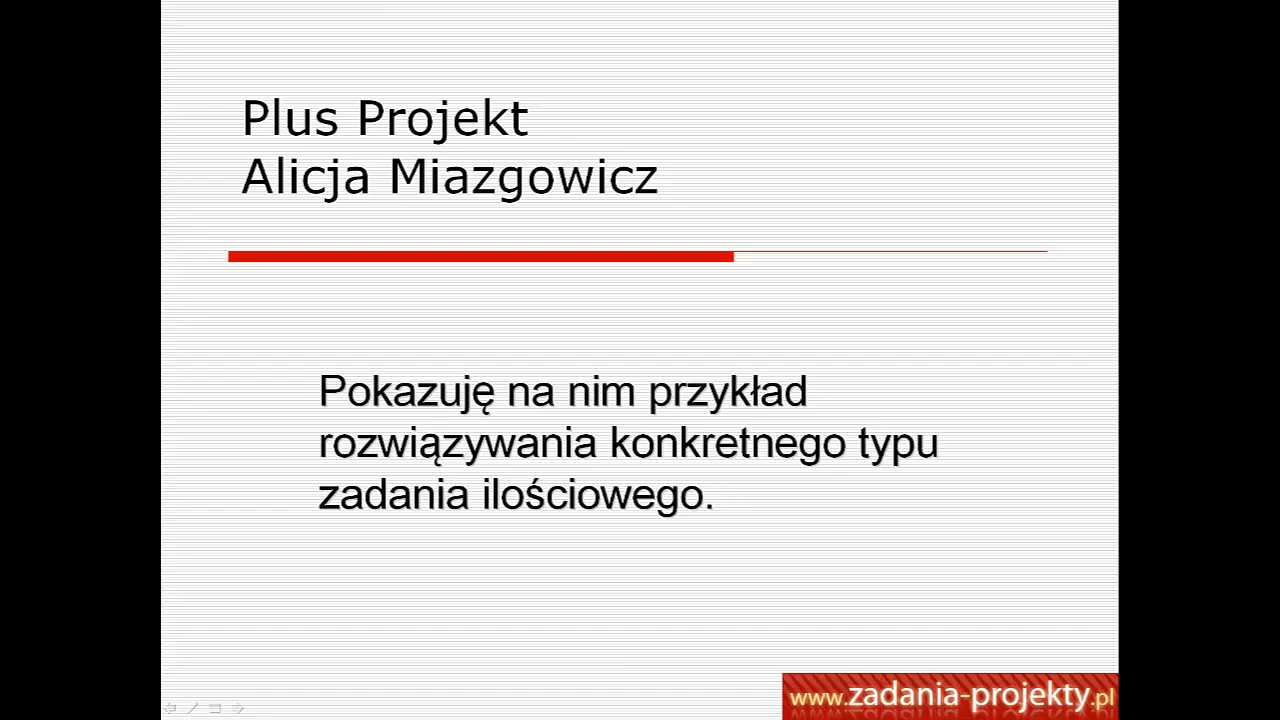 Plus Projekt
Alicja Miazgowicz
Pokazuję na nim przykład
rozwiązywania konkretnego typu
zadania ilościowego.
www.zadania-projekty.pl